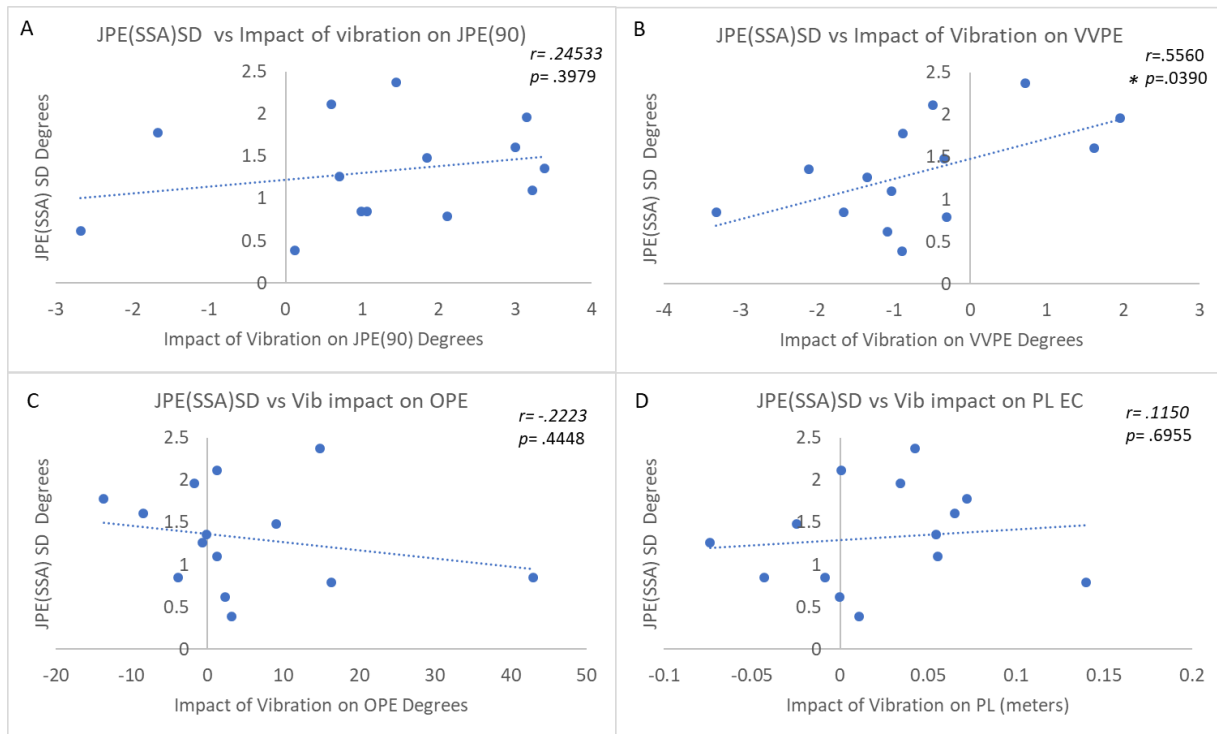 A
JPE(SSA)SD vs Impact of vibration on JPE(90)
r= .24533
p= .3979
JPE(SSA) SD Degrees
2.5
2
1.5
1
0.5
0
-3 -2 -1 0 1 2 3 4
Impact of Vibration on JPE(90) Degrees
B
JPE(SSA)SD vs Impact of Vibration on VVPE
r=.5560
* p=.0390
JPE(SSA) SD Degrees
2.5
2
1.5
1
0.5
0
-4 -3 -2 -1 0 1 2 3
Impact of Vibration on VVPE Degrees
C
JPE(SSA)SD vs Vib impact on OPE
r= -.2223
p= .4448
JPE(SSA) SD Degrees
2.5
2
1.5
1
0.5
0
-20 -10 0 10 20 30 40 50
Impact of Vibration on OPE Degrees
D
JPE(SSA)SD vs Vib impact on PL EC
r= .1150
p= .6955
JPE(SSA) SD Degrees
2.5
2
1.5
1
0.5
0
-0.1 -0.05 0 0.05 0.1 0.15 0.2
Impact of Vibration on PL (meters)